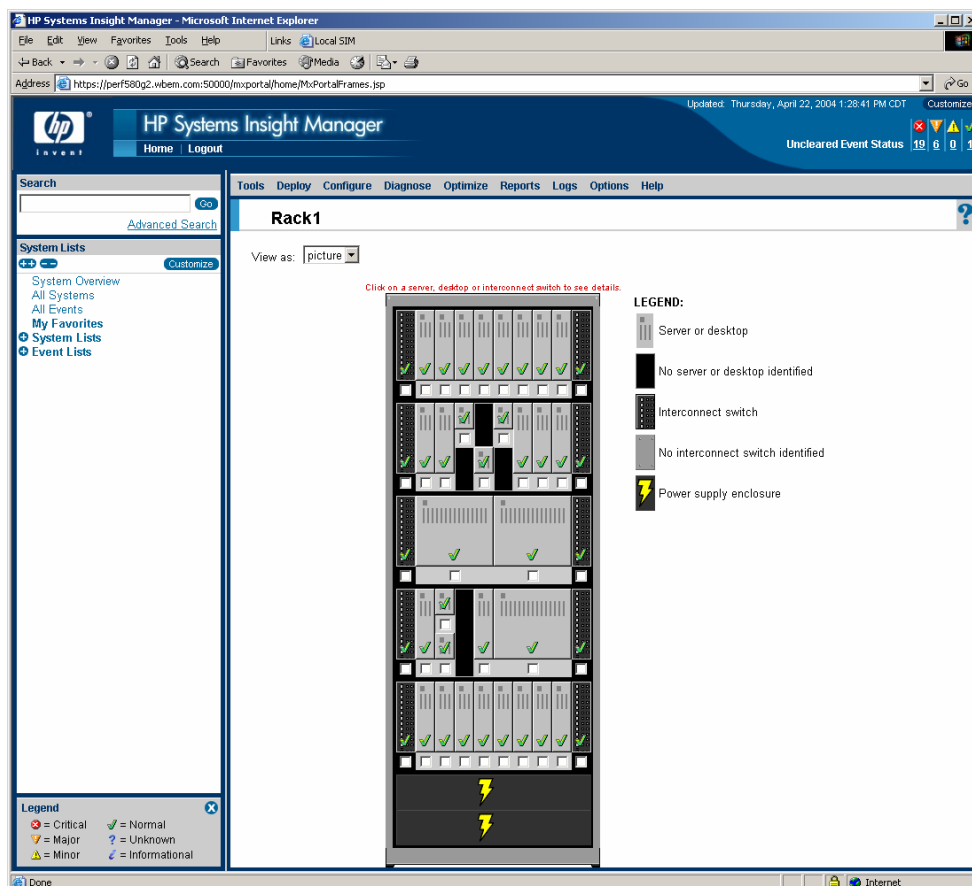 HP Systems Insight Manager - Microsoft Internet Explorer
File Edit View Favorites Tools Help Links Local SIM
Back Search Favorites Media
Address https://perf580g2.wbem.com:50000/mxportal/home/MxPortalFrames.jsp Go
Updated: Thursday, April 22, 2004 1:28:41 PM CDT Customize
hp
invent
HP Systems Insight Manager
Home | Logout
Uncleared Event Status 19 6 0 1
Search
Go
Advanced Search
Tools Deploy Configure Diagnose Optimize Reports Logs Options Help
Rack1
?
System Lists
Customize
System Overview
All Systems
All Events
My Favorites
System Lists
Event Lists
View as: picture
Click on a server, desktop or interconnect switch to see details.
LEGEND:
Server or desktop
No server or desktop identified
Interconnect switch
No interconnect switch identified
Power supply enclosure
Legend
= Critical = Normal
= Major ? = Unknown
= Minor i = Informational
Done Internet